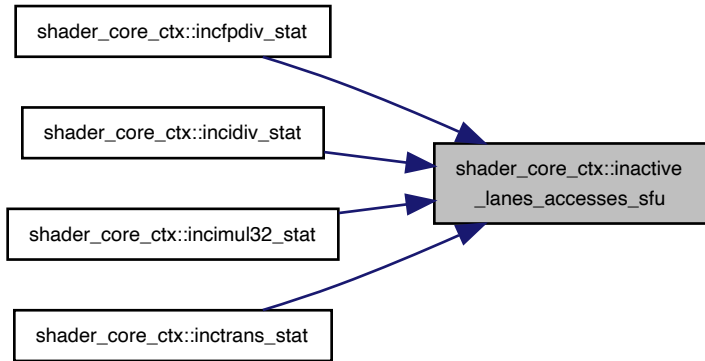 shader_core_ctx::incfpdiv_stat
shader_core_ctx::incidiv_stat
shader_core_ctx::inactive
_lanes_accesses_sfu
shader_core_ctx::incimul32_stat
shader_core_ctx::inctrans_stat